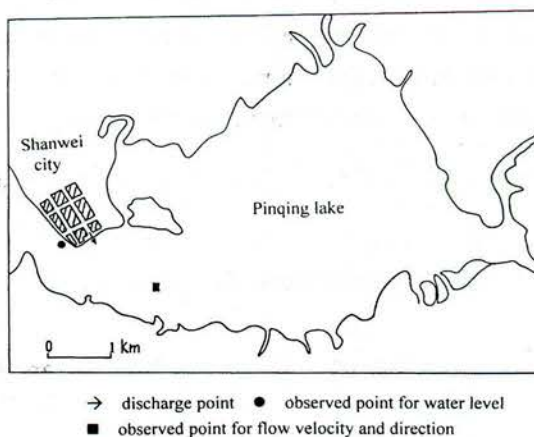 Shanwei
city
Pinqing lake
0 1 km
→ discharge point ● observed point for water level
■ observed point for flow velocity and direction